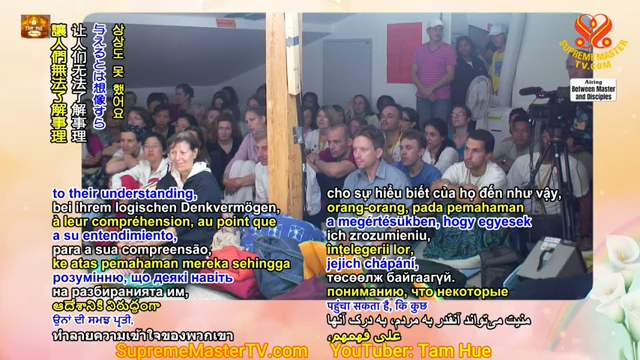 SUPREME MASTER
TV.COM
Airing
Between Master
and Disciples
상상도 못 했어요
与えるとは想像すら
让人们无法了解事理
讓人們無法了解事理
to their understanding,
bei ihrem logischen Denkvermögen,
à leur compréhension, au point que
a su entendimiento,
para a sua compreensão,
ke atas pemahaman mereka sehingga
розумінню, що деякі навіть
на разбиранията им,
ఆదేశానికి విరుద్ధంగా
ਉਨਾਂ ਦੀ ਸਮਝ ਪ੍ਰਤੀ,
ทำลายความเข้าใจของพวกเขา
cho sự hiểu biết của họ đến như vậy,
orang-orang, pada pemahaman
a megértésükben, hogy egyesek
ich zrozumieniu,
înțelegerii lor,
jejich chápání,
төсөөлж байгаагүй.
пониманию, что некоторые
पहुंचा सकता है, कि कुछ
منیت می‌تواند آنقدر به مردم، به درک آنها
على فهمهم,
SupremeMasterTV.com
YouTuber: Tam Hue